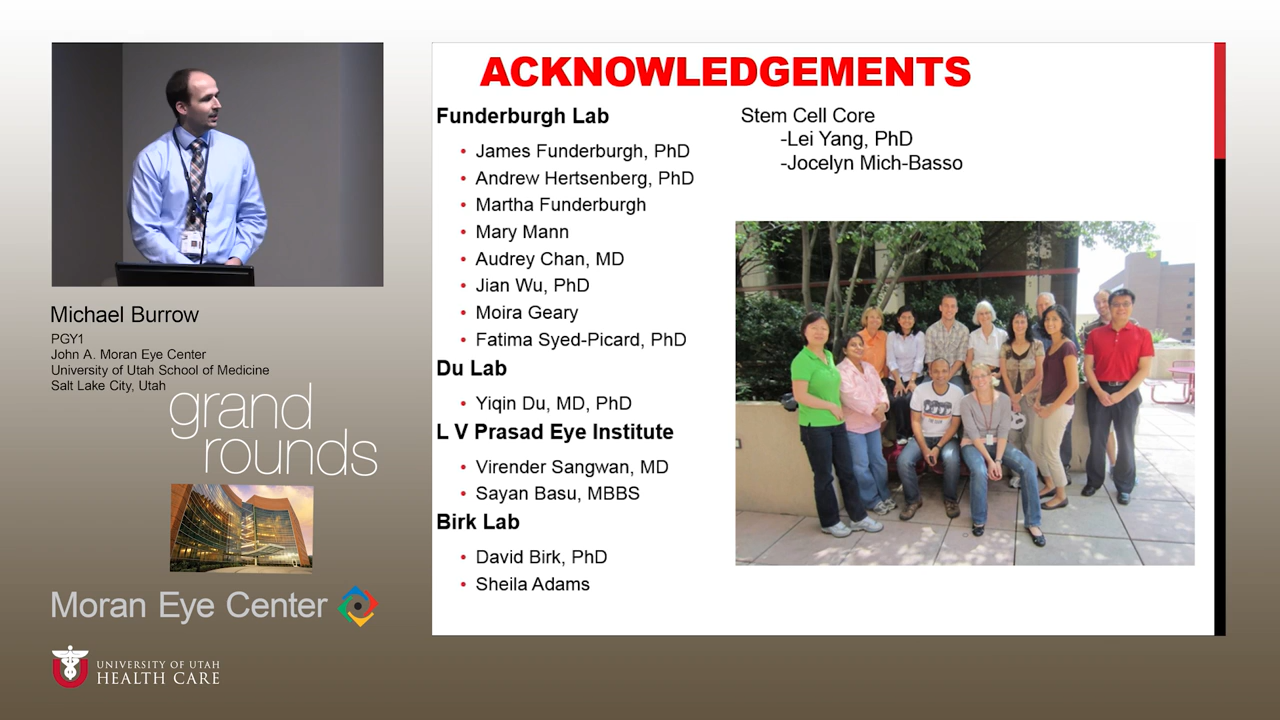 Michael Burrow
PGY1
John A. Moran Eye Center
University of Utah School of Medicine
Salt Lake City, Utah
grand
rounds
Moran Eye Center
UNIVERSITY OF UTAH
HEALTH CARE
ACKNOWLEDGEMENTS
Funderburgh Lab
• James Funderburgh, PhD
• Andrew Hertsenberg, PhD
• Martha Funderburgh
• Mary Mann
• Audrey Chan, MD
• Jian Wu, PhD
• Moira Geary
• Fatima Syed-Picard, PhD
Du Lab
• Yiqin Du, MD, PhD
L V Prasad Eye Institute
• Virender Sangwan, MD
• Sayan Basu, MBBS
Birk Lab
• David Birk, PhD
• Sheila Adams
Stem Cell Core
-Lei Yang, PhD
-Jocelyn Mich-Basso